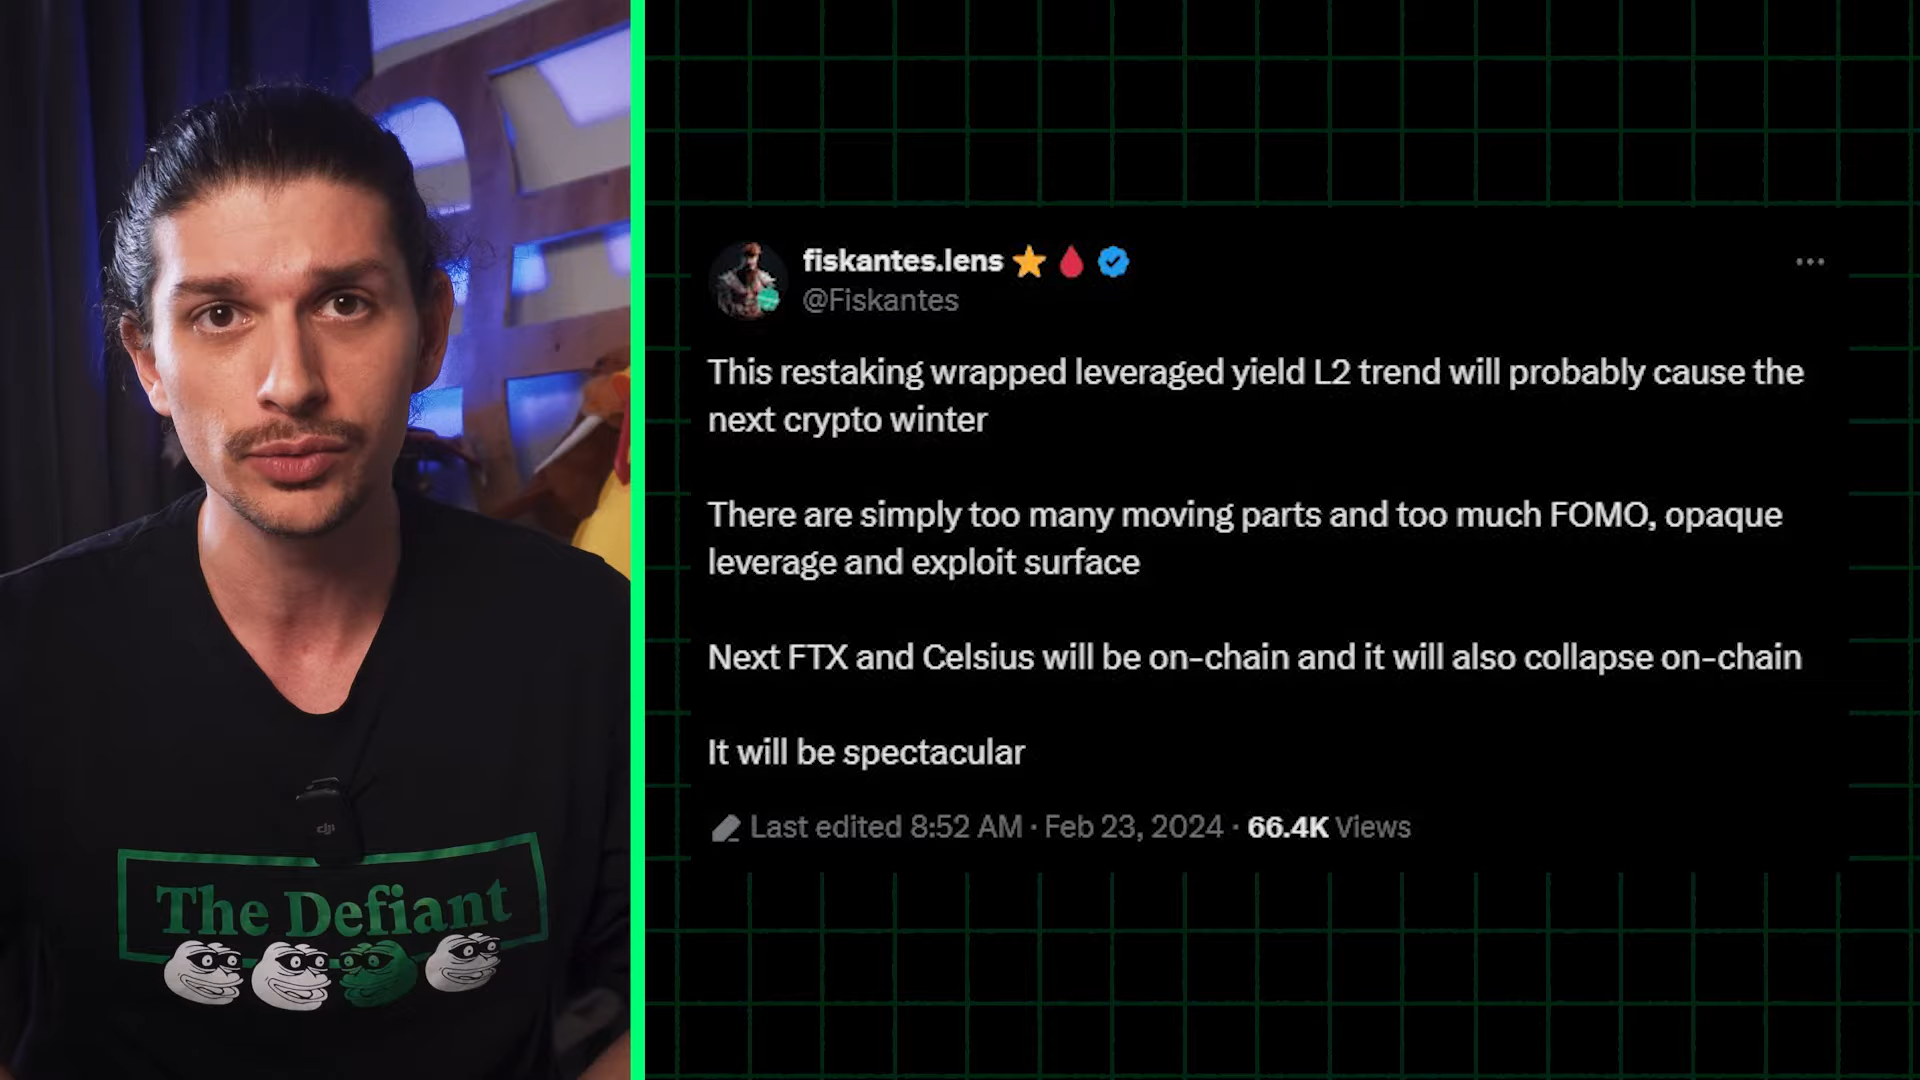 fiskantes.lens
@Fiskantes
This restaking wrapped leveraged yield L2 trend will probably cause the
next crypto winter
There are simply too many moving parts and too much FOMO, opaque
leverage and exploit surface
Next FTX and Celsius will be on-chain and it will also collapse on-chain
It will be spectacular
Last edited 8:52 AM · Feb 23, 2024 · 66.4K Views
dji
The Defiant